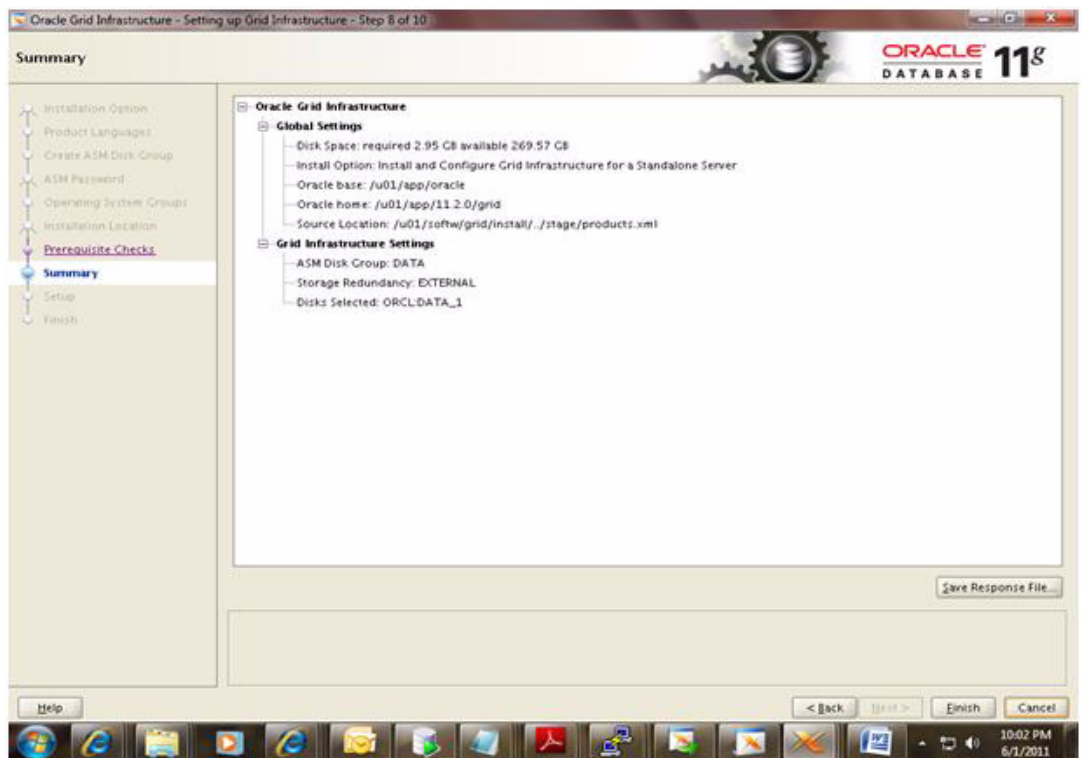 Oracle Grid Infrastructure - Setting up Grid Infrastructure - Step 8 of 10
Summary
ORACLE
DATABASE
11g
Installation Option
Product Languages
Create ASM Disk Group
ASM Password
Operating System Groups
Installation Location
Prerequisite Checks
Summary
Setup
Finish
Oracle Grid Infrastructure
Global Settings
Disk Space: required 2.95 GB available 269.57 GB
Install Option: Install and Configure Grid Infrastructure for a Standalone Server
Oracle base: /u01/app/oracle
Oracle home: /u01/app/11.2.0/grid
Source Location: /u01/softw/grid/install/../stage/products.xml
Grid Infrastructure Settings
ASM Disk Group: DATA
Storage Redundancy: EXTERNAL
Disks Selected: ORCL:DATA_1
Save Response File...
Help
< Back
Next >
Finish
Cancel
10:02 PM
6/1/2011